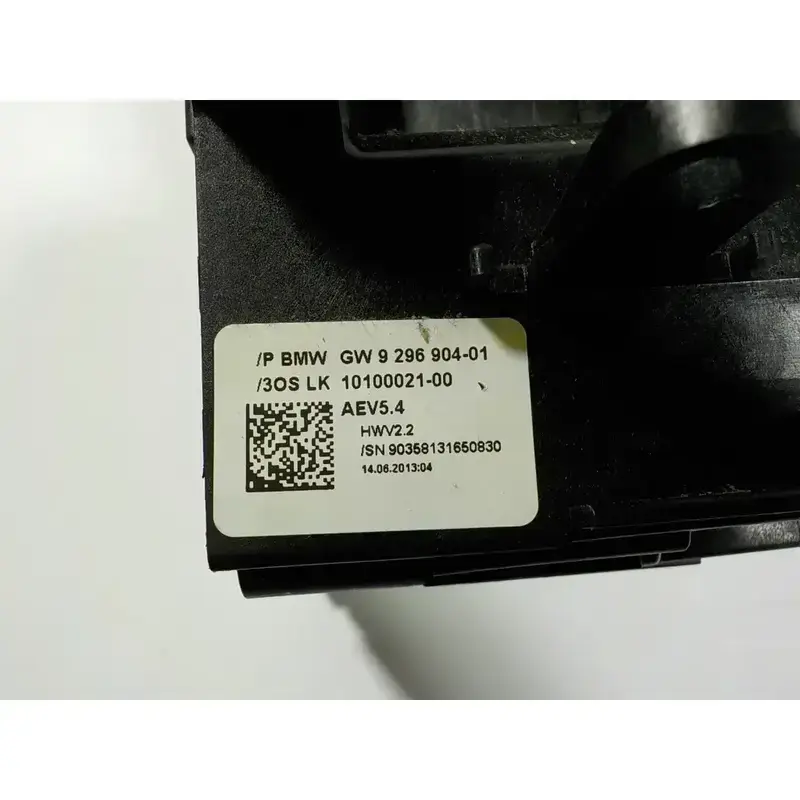 /P BMW GW 9 296 904-01
/3OS LK 10100021-00
AEV5.4
HWV2.2
/SN 90358131650830
14.06.2013:04